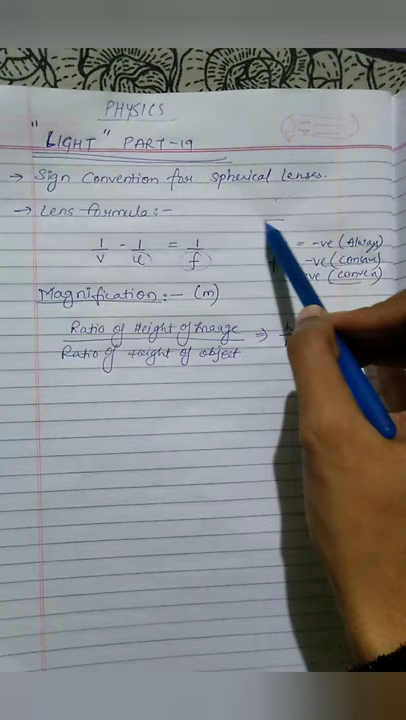 PHYSICS
"LIGHT" PART-19
→ Sign Convention for Spherical Lenses.
→ Lens formula:-
1/v - 1/u = 1/f
= -ve (Always)
-ve (concave)
ve (convex)
Magnification:- (m)
Ratio of Height of Image
Ratio of Height of object ⇒